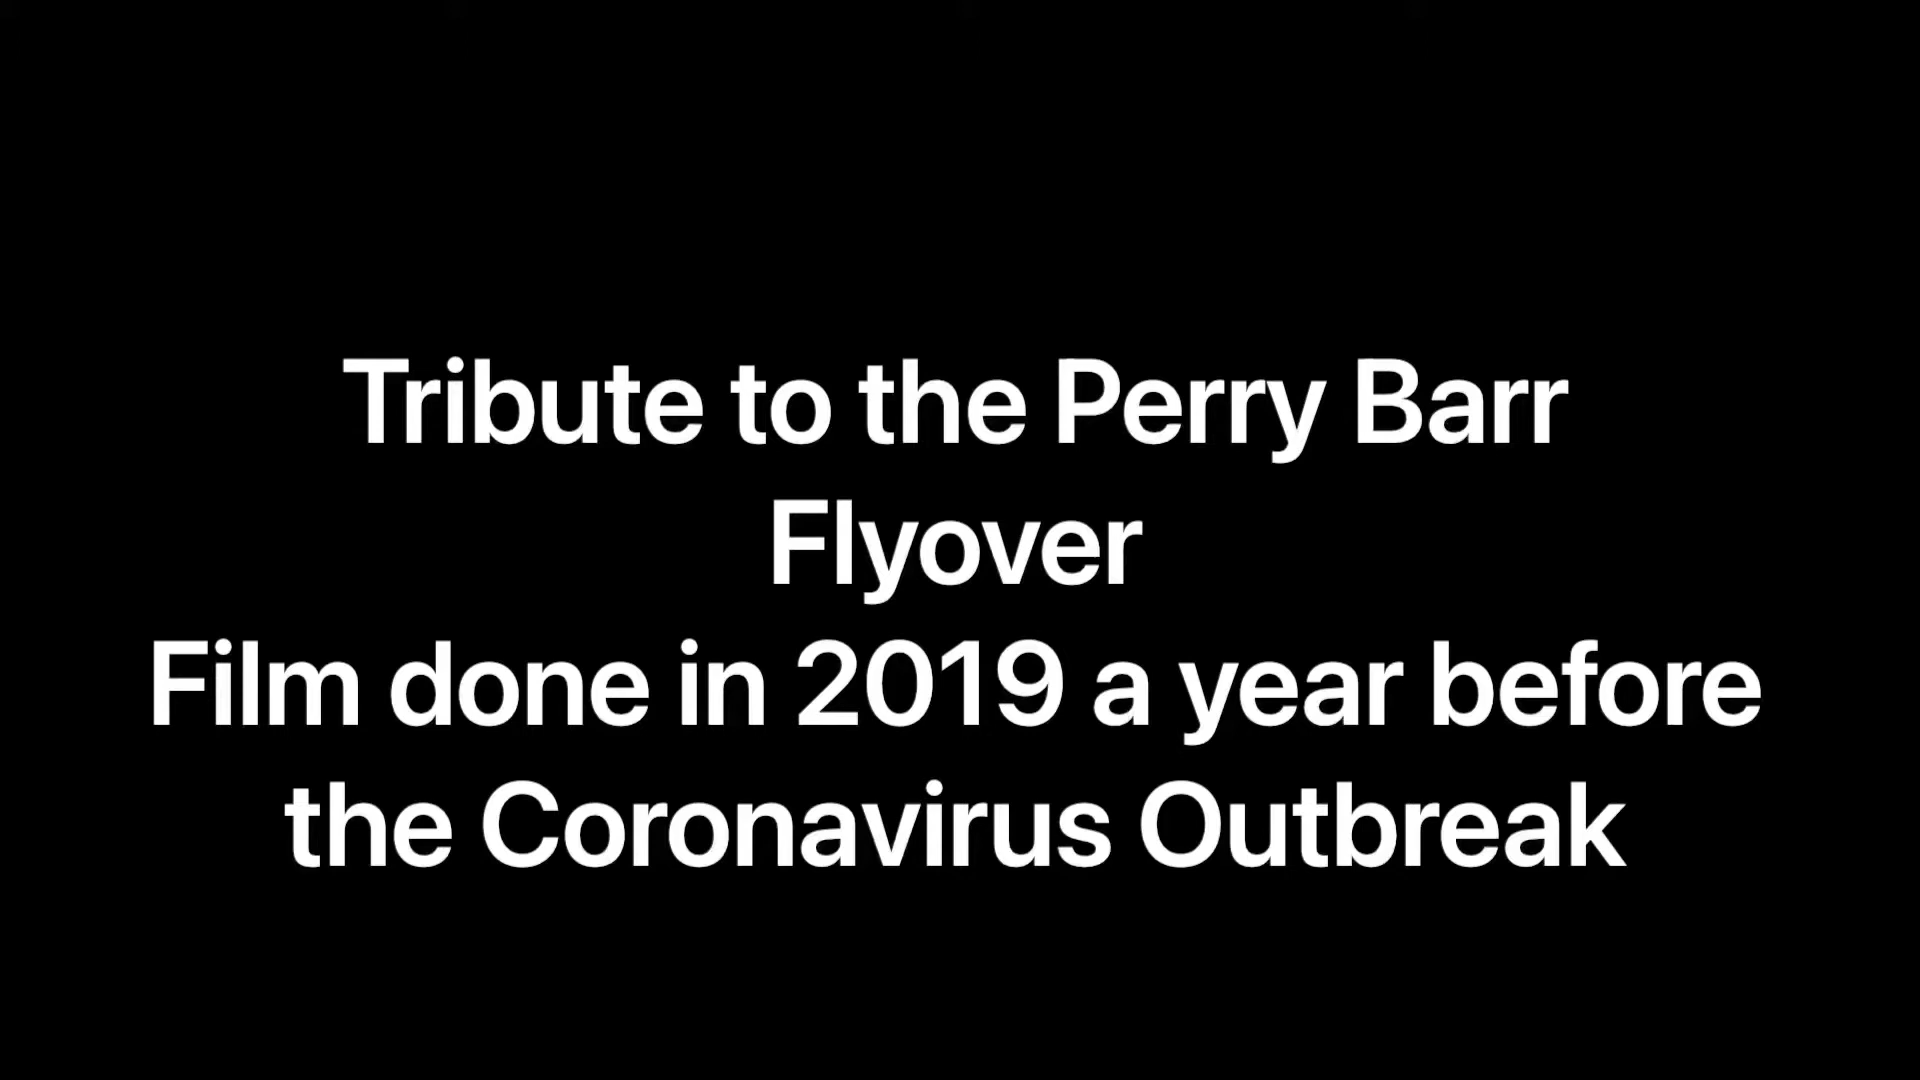 Tribute to the Perry Barr
Flyover
Film done in 2019 a year before
the Coronavirus Outbreak